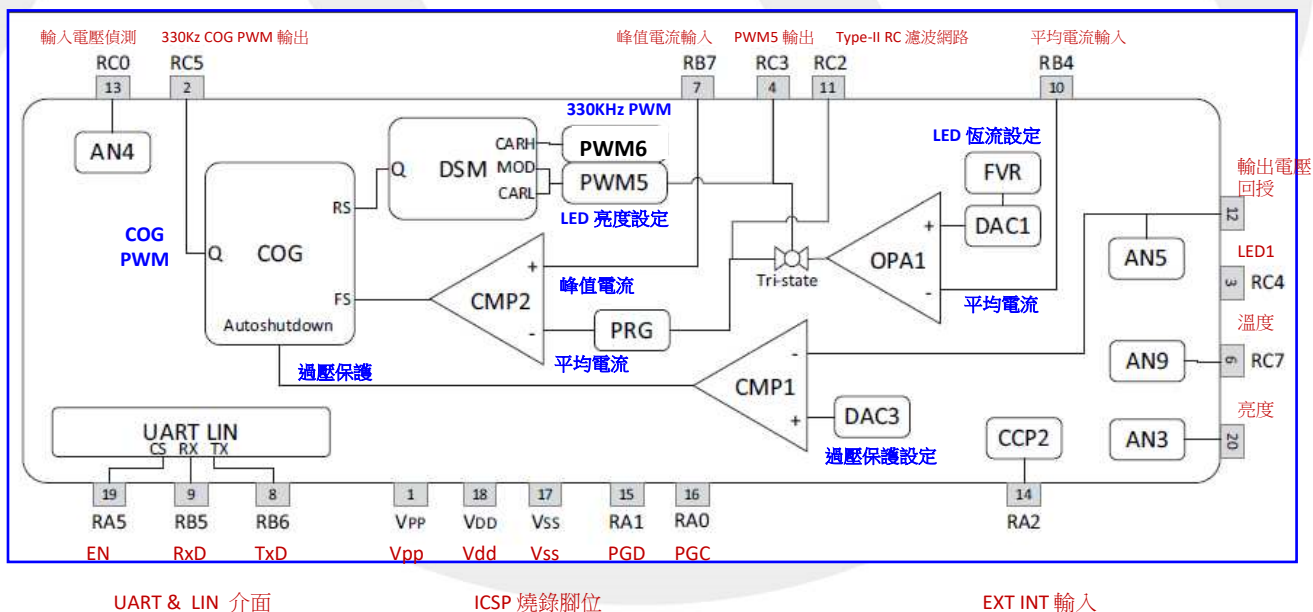 輸入電壓偵測 330Kz COG PWM 輸出 峰值電流輸入 PWM5 輸出 Type-II RC 濾波網路 平均電流輸入
RC0 RC5 RB7 RC3 RC2 RB4
13 2 7 4 11 10
330KHz PWM
AN4
CARH PWM6
LED 恆流設定
Q DSM MOD PWM5
FVR
CARL
輸出電壓
回授
RS
LED 亮度設定
12
COG
PWM
Q COG
+ DAC1
OPA1
AN5
LED1
+
峰值電流
Tri-state
-
平均電流
3 RC4
FS
CMP2
Autoshutdown
- PRG
溫度
過壓保護
平均電流
-
CMP1
AN9 6 RC7
+ DAC3
亮度
UART LIN
CS RX TX
過壓保護設定
CCP2
AN3 20
19 9 8 1 18 17 15 16 14
RA5 RB5 RB6 VPP VDD VSS RA1 RA0 RA2
EN RxD TxD Vpp Vdd Vss PGD PGC
UART & LIN 介面 ICSP 燒錄腳位 EXT INT 輸入